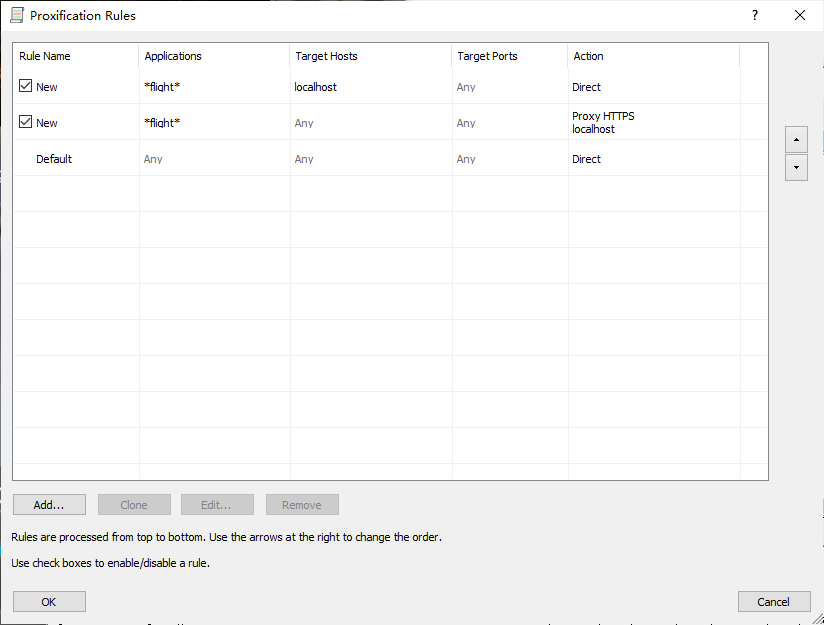 Proxification Rules
?
Rule Name Applications Target Hosts Target Ports Action
New *flight* localhost Any Direct
New *flight* Any Any Proxy HTTPS
localhost
Default Any Any Direct
Add... Clone Edit... Remove
Rules are processed from top to bottom. Use the arrows at the right to change the order.
Use check boxes to enable/disable a rule.
OK Cancel